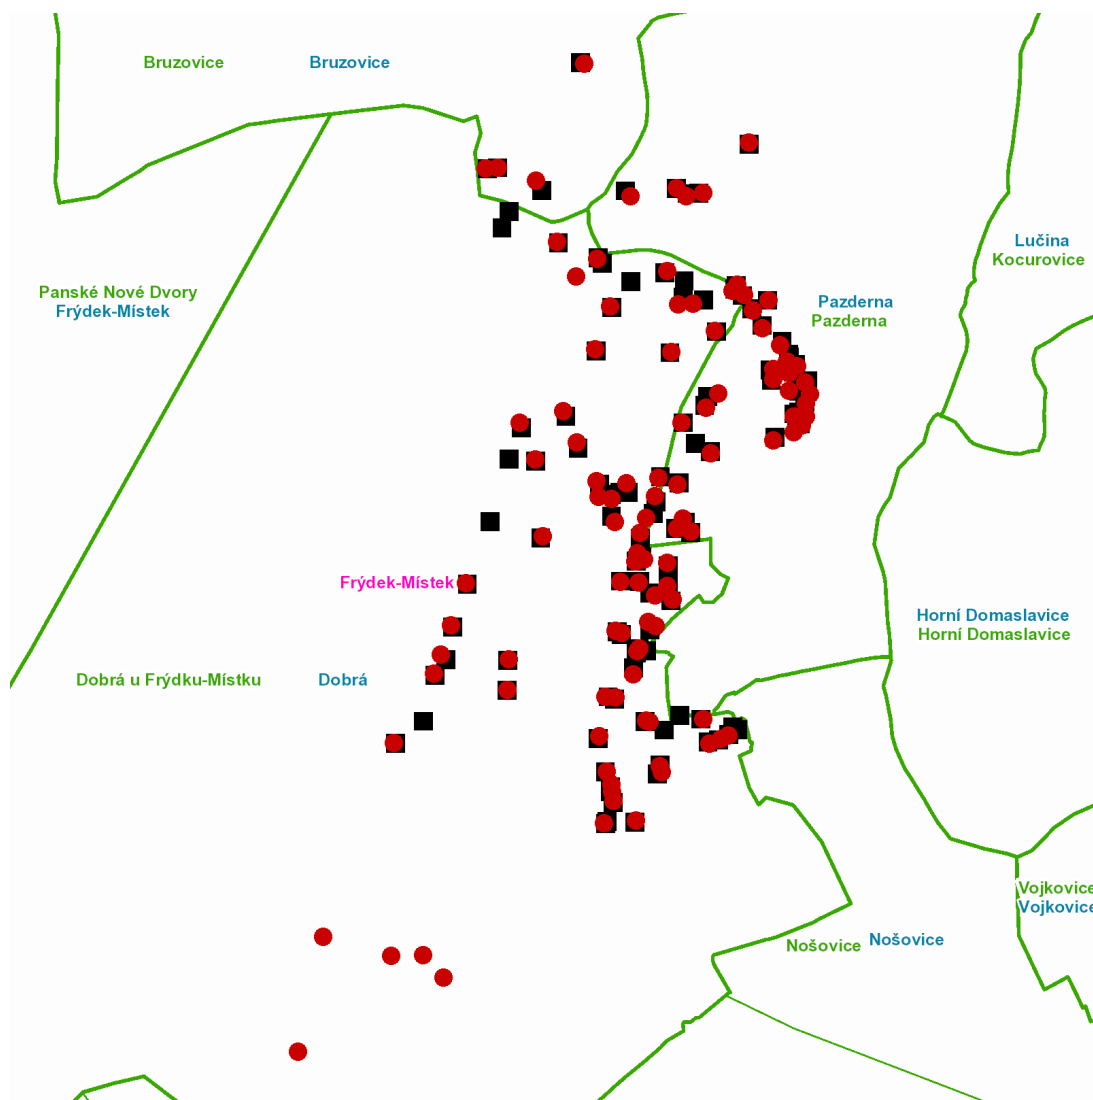 Bruzovice
Bruzovice
Lučina
Kocurovice
Panské Nové Dvory
Frýdek-Místek
Pazderna
Pazderna
Frýdek-Místek
Horní Domaslavice
Horní Domaslavice
Dobrá u Frýdku-Místku
Dobrá
Vojkovice
Vojkovice
Nošovice
Nošovice